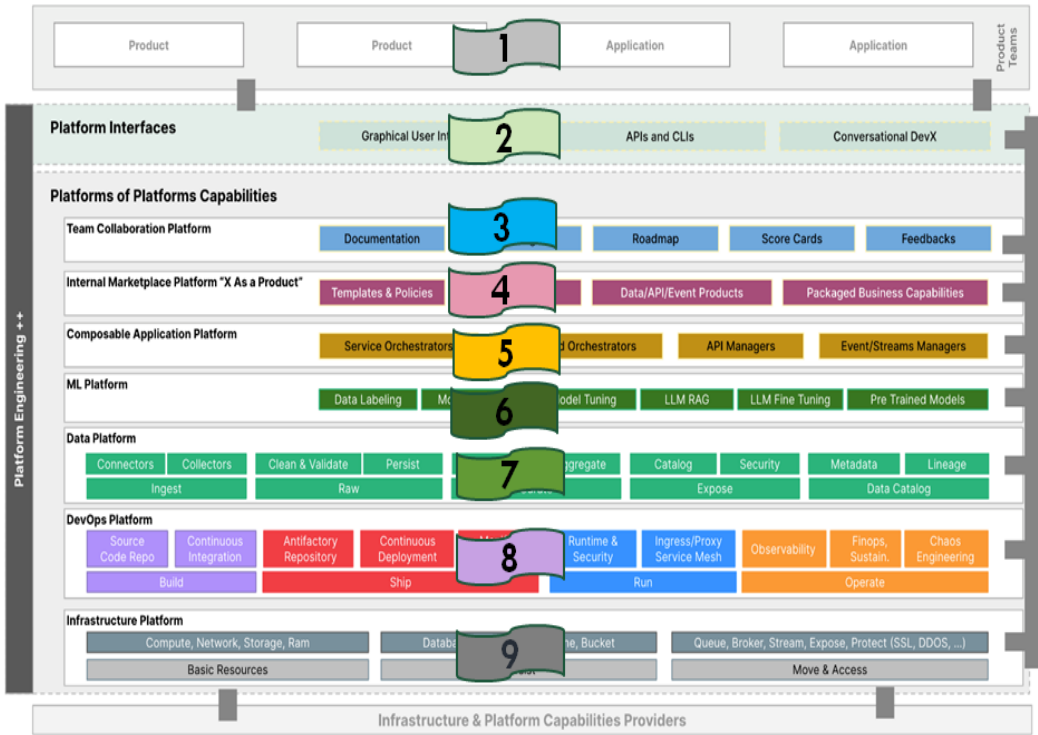 Product
Product
1
Application
Application
Product Teams
Platform Engineering ++
Platform Interfaces
Graphical User
2
APIs and CLIs
Conversational DevX
Platforms of Platforms Capabilities
Team Collaboration Platform
Documentation
3
Roadmap
Score Cards
Feedbacks
Internal Marketplace Platform "X As a Product"
Templates & Policies
4
Data/API/Event Products
Packaged Business Capabilities
Composable Application Platform
Service Orchestrators
5
Orchestrators
API Managers
Event/Streams Managers
ML Platform
Data Labeling
6
Tuning
LLM RAG
LLM Fine Tuning
Pre Trained Models
Data Platform
Connectors
Collectors
Clean & Validate
Persist
7
Catalog
Security
Metadata
Lineage
Ingest
Raw
Expose
Data Catalog
DevOps Platform
Source
Code Repo
Continuous
Integration
Antifactory
Repository
Continuous
Deployment
8
Runtime &
Security
Ingress/Proxy
Service Mesh
Observability
Finops,
Sustain.
Chaos
Engineering
Build
Ship
Run
Operate
Infrastructure Platform
Compute, Network, Storage, Ram
9
Bucket
Queue, Broker, Stream, Expose, Protect (SSL, DDOS, ...)
Basic Resources
Move & Access
Infrastructure & Platform Capabilities Providers